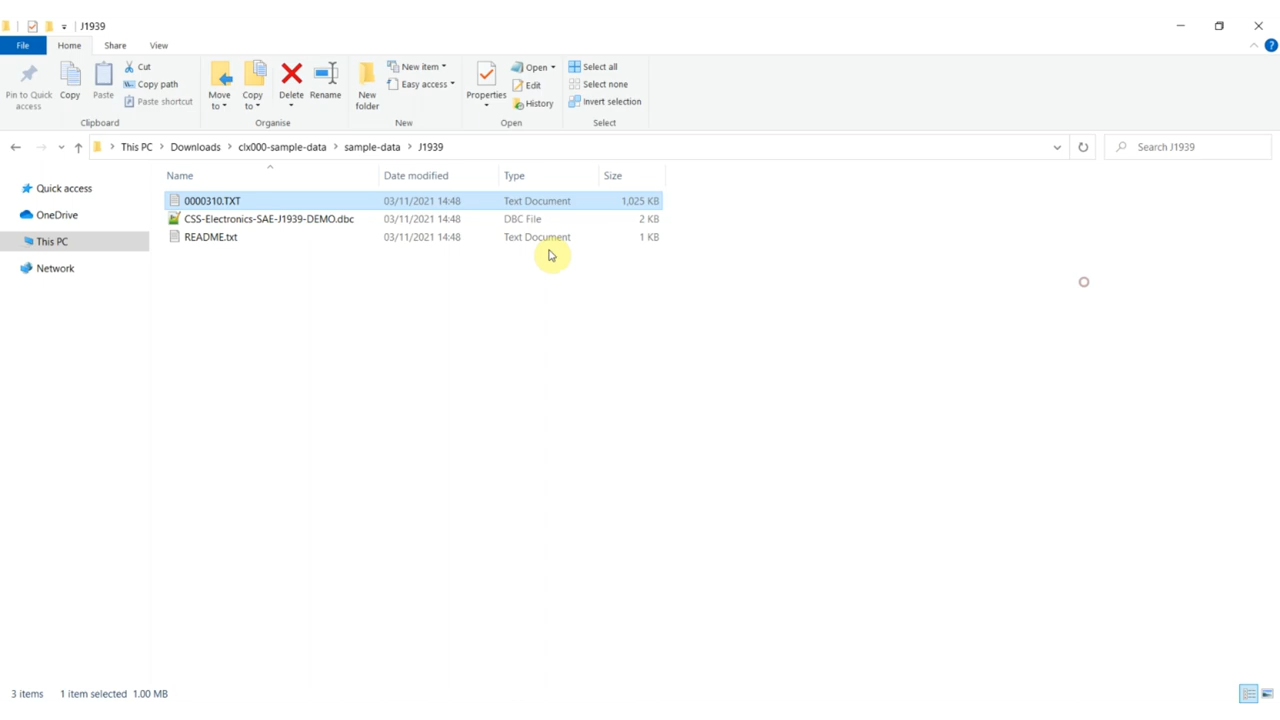 J1939
File Home Share View
Pin to Quick access
Copy
Paste
Cut
Copy path
Paste shortcut
Clipboard
Move to
Copy to
Delete
Rename
Organise
New folder
New item
Easy access
New
Properties
Open
Edit
History
Open
Select all
Select none
Invert selection
Select
This PC > Downloads > clx000-sample-data > sample-data > J1939
Search J1939
Quick access
OneDrive
This PC
Network
Name Date modified Type Size
0000310.TXT 03/11/2021 14:48 Text Document 1,025 KB
CSS-Electronics-SAE-J1939-DEMO.dbc 03/11/2021 14:48 DBC File 2 KB
README.txt 03/11/2021 14:48 Text Document 1 KB
3 items 1 item selected 1.00 MB